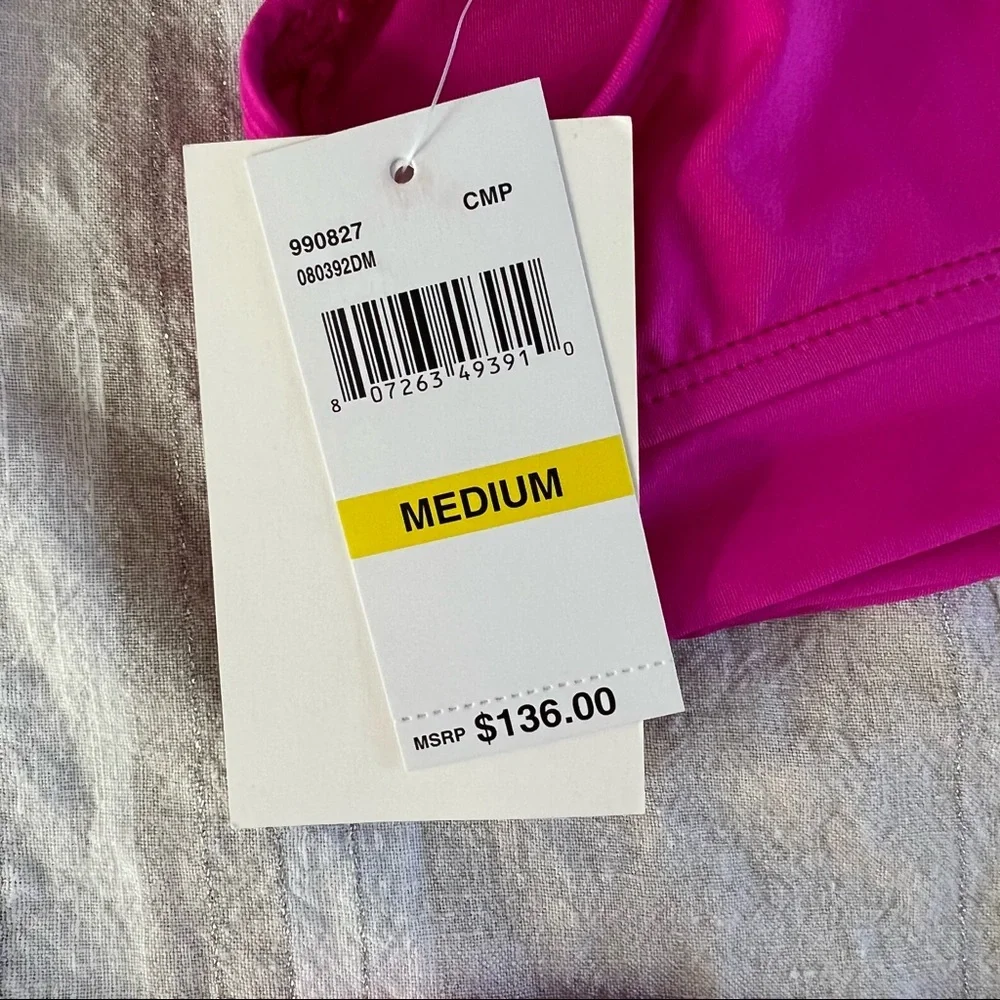 CMP
990827
080392DM
8 07263 49391 0
MEDIUM
MSRP $136.00